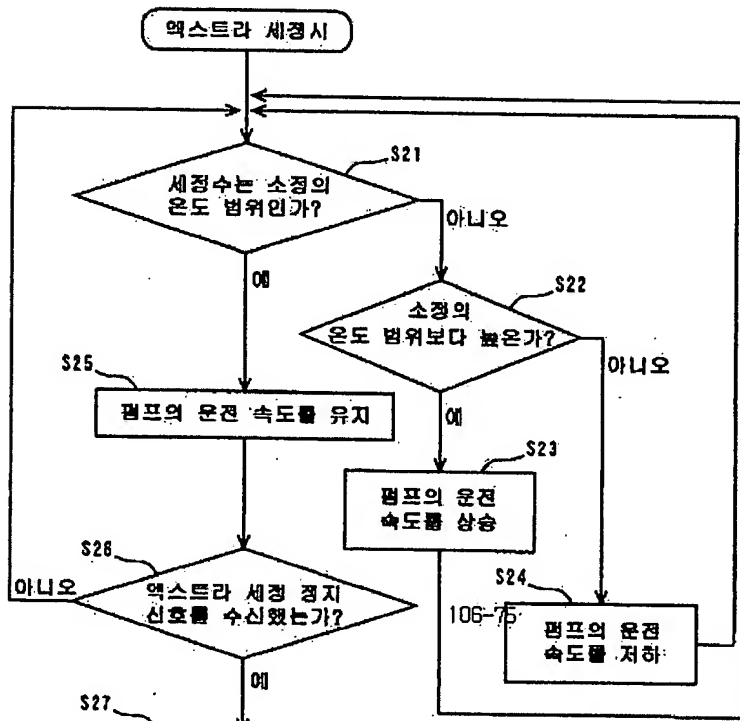 엑스트라 세정시
S21
세정수는 소정의
온도 범위인가?
아니오
예
S22
소정의
온도 범위보다 높은가?
아니오
예
S25
펌프의 운전 속도를 유지
S23
펌프의 운전
속도를 상승
S26
엑스트라 세정 정지
신호를 수신했는가?
아니오
예
S24
106-75
펌프의 운전
속도를 저하
S27